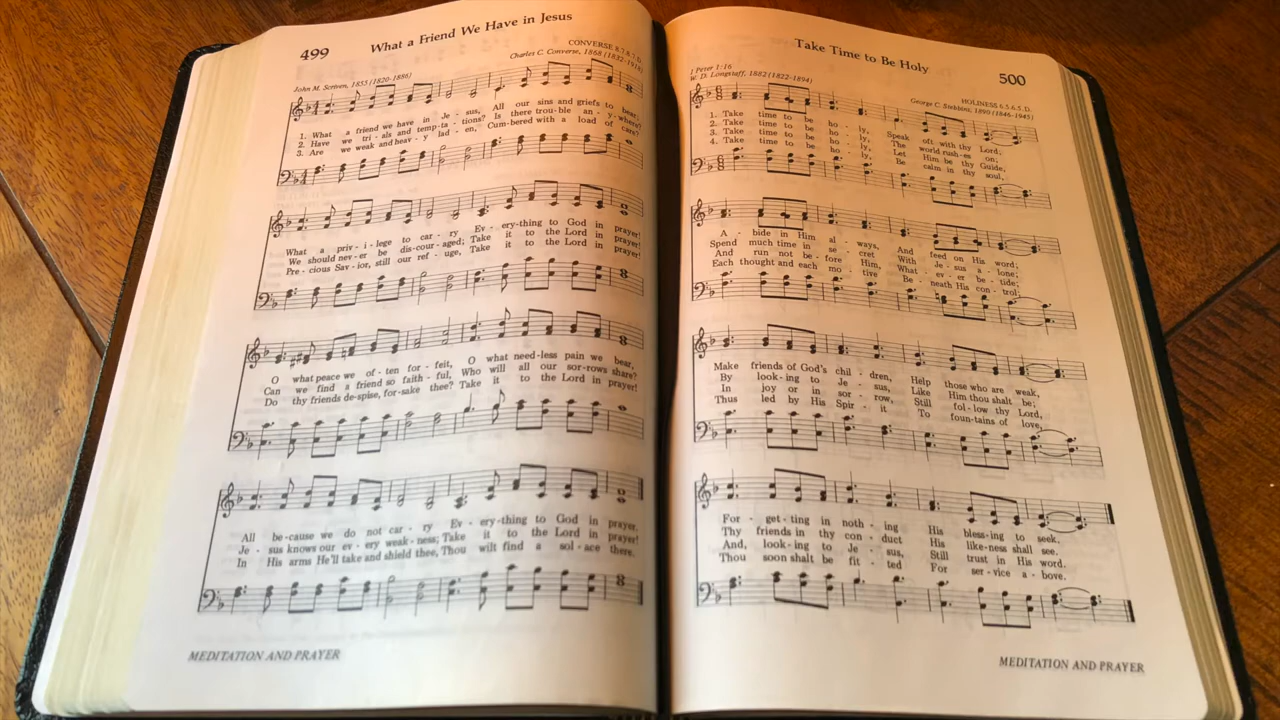 499
What a Friend We Have in Jesus
CONVERSE 8.7.8.7.D.
John M. Scriven, 1855 (1820-1886)
Charles C. Converse, 1868 (1832-1918)
1. What a friend we have in Je - sus, All our sins and griefs to bear;
2. Have we tri - als and temp - ta - tions? Is there trou - ble an - y - where?
3. Are we weak and heav - y lad - en, Cum - bered with a load of care?
What a priv - i - lege to car - ry Ev - ery - thing to God in prayer!
We should nev - er be dis - cour - aged; Take it to the Lord in prayer!
Pre - cious Sav - ior, still our ref - uge, Take it to the Lord in prayer!
O what peace we of - ten for - feit, O what need - less pain we bear,
Can we find a friend so faith - ful, Who will all our sor - rows share?
Do thy friends de - spise, for - sake thee? Take it to the Lord in prayer!
All be - cause we do not car - ry Ev - ery - thing to God in prayer.
Je - sus knows our ev - ery weak - ness; Take it to the Lord in prayer!
In His arms He'll take and shield thee, Thou wilt find a sol - ace there.
MEDITATION AND PRAYER
Take Time to Be Holy
500
1 Peter 1:16
W. D. Longstaff, 1882 (1822-1894)
HOLINESS 6.5.6.5.D.
George C. Stebbins, 1890 (1846-1945)
1. Take time to be ho - ly, Speak oft with thy Lord;
2. Take time to be ho - ly, The world rush - es on;
3. Take time to be ho - ly, Let Him be thy Guide,
4. Take time to be ho - ly, Be calm in thy soul,
A - bide in Him al - ways, And feed on His word;
Spend much time in se - cret With Je - sus a - lone;
And run not be - fore Him, What - ev - er be - tide;
Each thought and each mo - tive Be - neath His con - trol;
Make friends of God's chil - dren, Help those who are weak,
By look - ing to Je - sus, Like Him thou shalt be;
In joy or in sor - row, Still fol - low thy Lord,
Thus led by His Spir - it To foun - tains of love,
For - get - ting in noth - ing His bless - ing to seek,
Thy friends in thy con - duct His like - ness shall see.
And, look - ing to Je - sus, Still trust in His word.
Thou soon shalt be fit - ted For ser - vice a - bove.
MEDITATION AND PRAYER